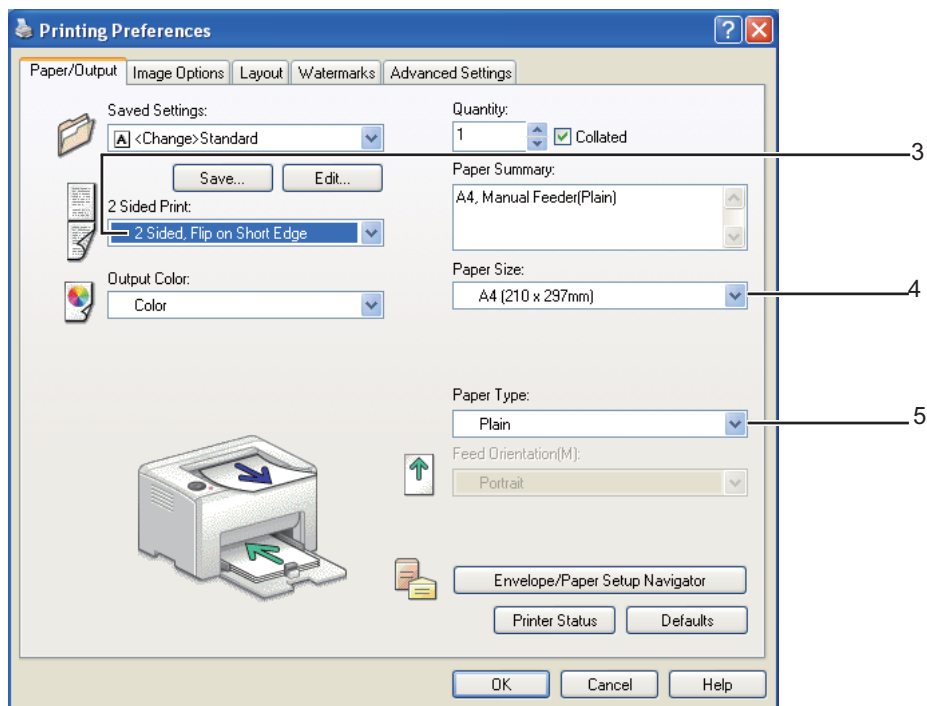 Printing Preferences
Paper/Output Image Options Layout Watermarks Advanced Settings
Saved Settings:
<Change>Standard
Save... Edit...
2 Sided Print:
2 Sided, Flip on Short Edge
Output Color:
Color
Quantity:
1
Collated
Paper Summary:
A4, Manual Feeder(Plain)
Paper Size:
A4 (210 x 297mm)
Paper Type:
Plain
Feed Orientation(M):
Portrait
Envelope/Paper Setup Navigator
Printer Status Defaults
OK Cancel Help
3
4
5